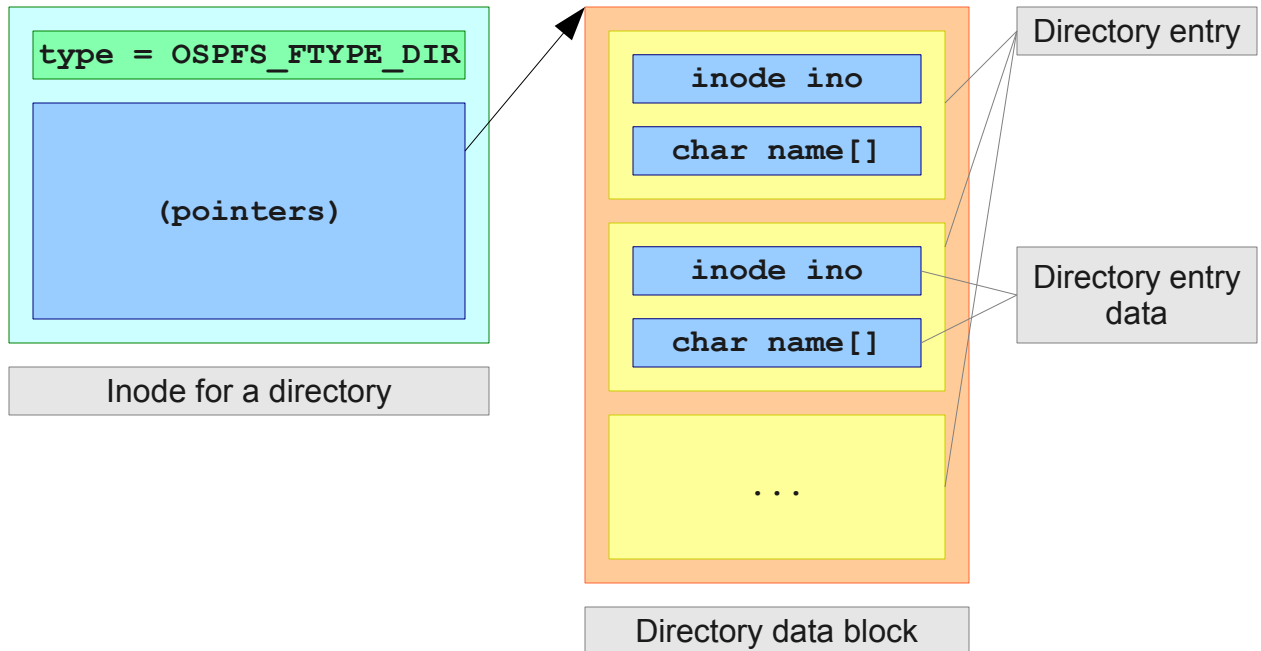 type = OSPFS_FTYPE_DIR
(pointers)
Inode for a directory
inode ino
char name[]
inode ino
char name[]
...
Directory data block
Directory entry
Directory entry
data